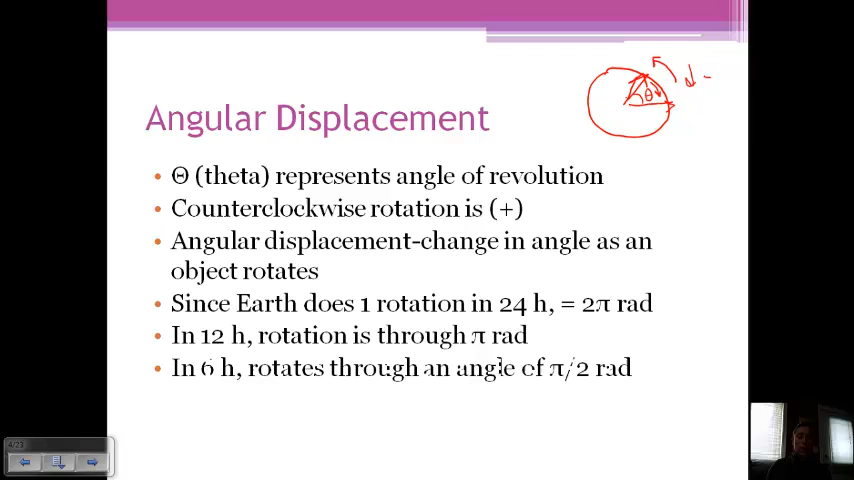 Angular Displacement
θ
• Θ (theta) represents angle of revolution
• Counterclockwise rotation is (+)
• Angular displacement-change in angle as an
object rotates
• Since Earth does 1 rotation in 24 h, = 2π rad
• In 12 h, rotation is through π rad
• In 6 h, rotates through an angle of π/2 rad
4/23